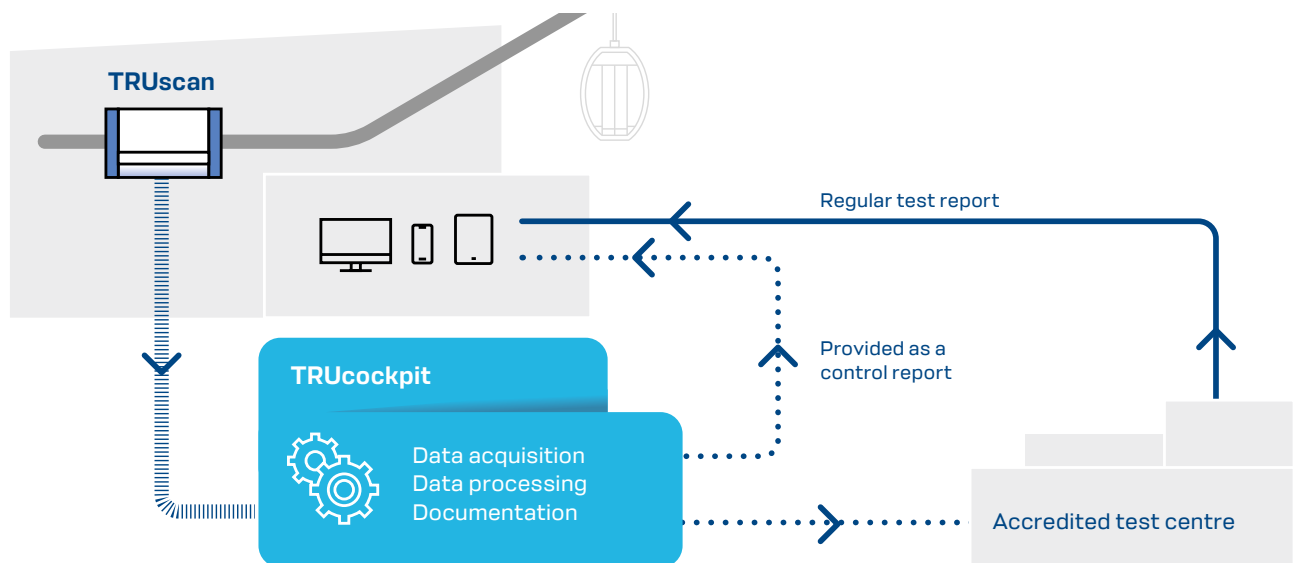 TRUscan
Regular test report
Provided as a
control report
TRUcockpit
Data acquisition
Data processing
Documentation
Accredited test centre